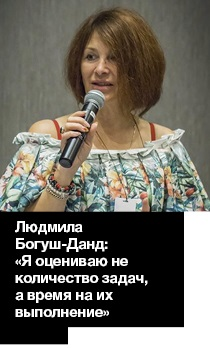 Людмила
Богуш-Данд:
«Я оцениваю не
количество задач,
а время на их
выполнение»